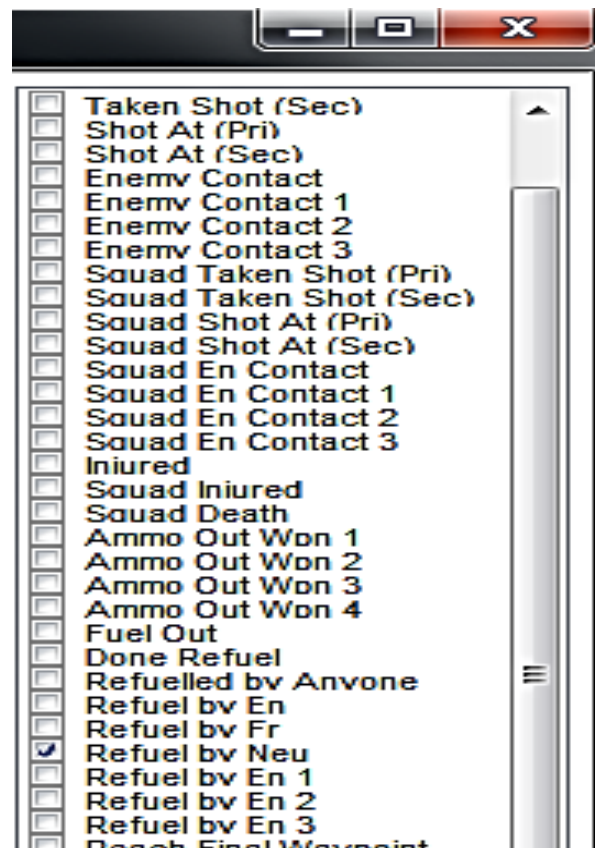 Taken Shot (Sec)
Shot At (Pri)
Shot At (Sec)
Enemy Contact
Enemy Contact 1
Enemy Contact 2
Enemy Contact 3
Squad Taken Shot (Pri)
Squad Taken Shot (Sec)
Squad Shot At (Pri)
Squad Shot At (Sec)
Squad En Contact
Squad En Contact 1
Squad En Contact 2
Squad En Contact 3
Injured
Squad Injured
Squad Death
Ammo Out Wpn 1
Ammo Out Wpn 2
Ammo Out Wpn 3
Ammo Out Wpn 4
Fuel Out
Done Refuel
Refuelled by Anyone
Refuel by En
Refuel by Fr
Refuel by Neu
Refuel by En 1
Refuel by En 2
Refuel by En 3
Reach Final Waypoint